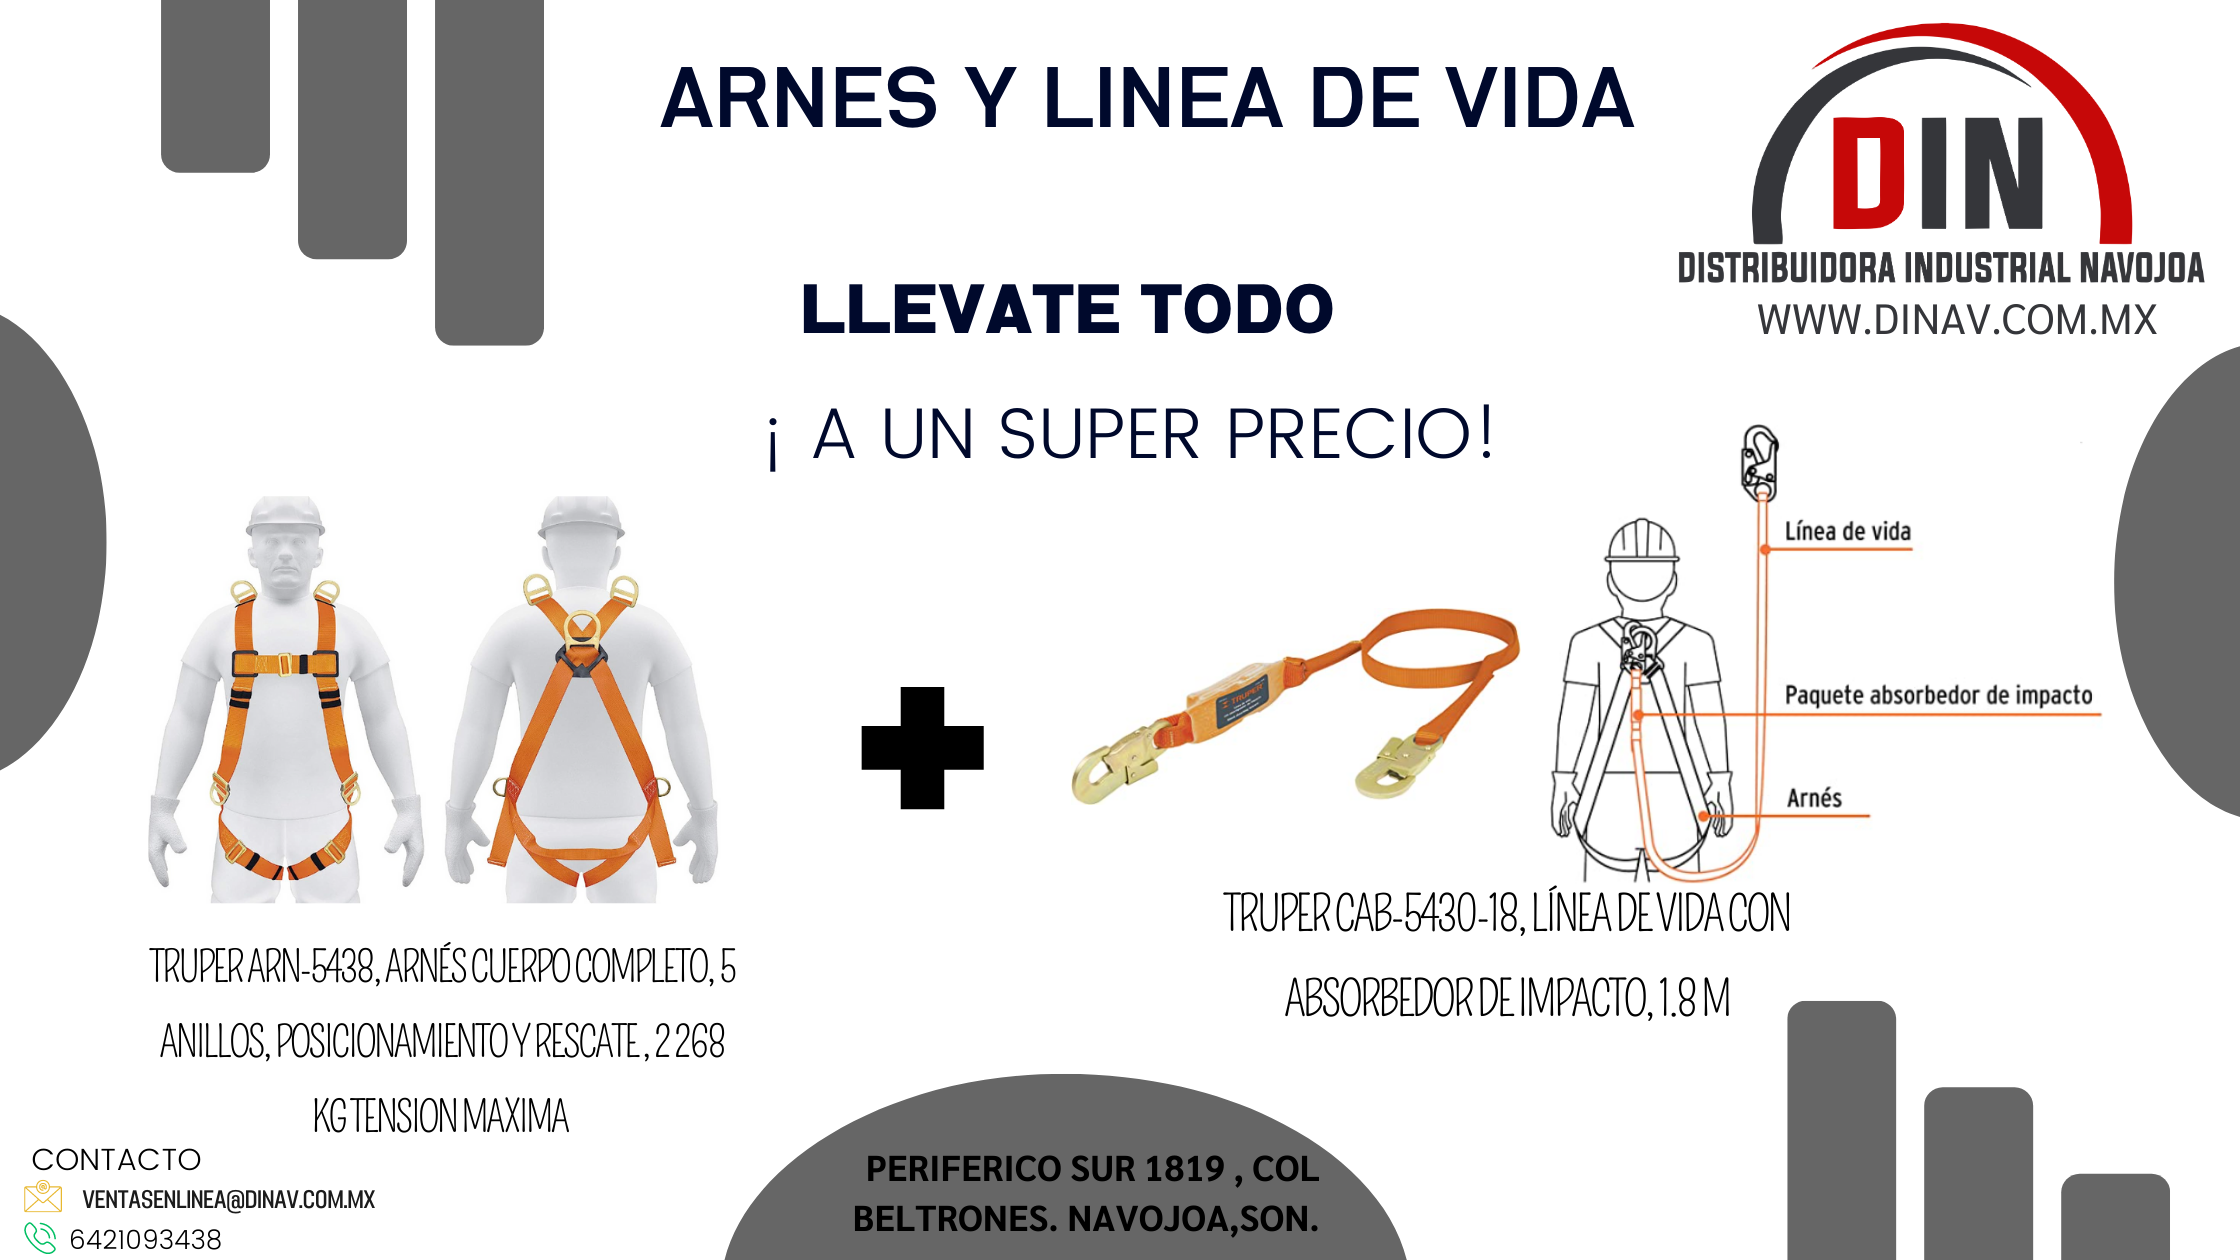 ARNES Y LINEA DE VIDA
DIN
DISTRIBUIDORA INDUSTRIAL NAVOJOA
WWW.DINAV.COM.MX
LLEVATE TODO
¡ A UN SUPER PRECIO!
Línea de vida
Paquete absorbedor de impacto
Arnés
TRUPER
TRUPER CAB-5430-18, LÍNEA DE VIDA CON
ABSORBEDOR DE IMPACTO, 1.8 M
TRUPER ARN-5438, ARNÉS CUERPO COMPLETO, 5
ANILLOS, POSICIONAMIENTO Y RESCATE , 2 268
KG TENSION MAXIMA
CONTACTO
VENTASENLINEA@DINAV.COM.MX
6421093438
PERIFERICO SUR 1819 , COL
BELTRONES. NAVOJOA,SON.